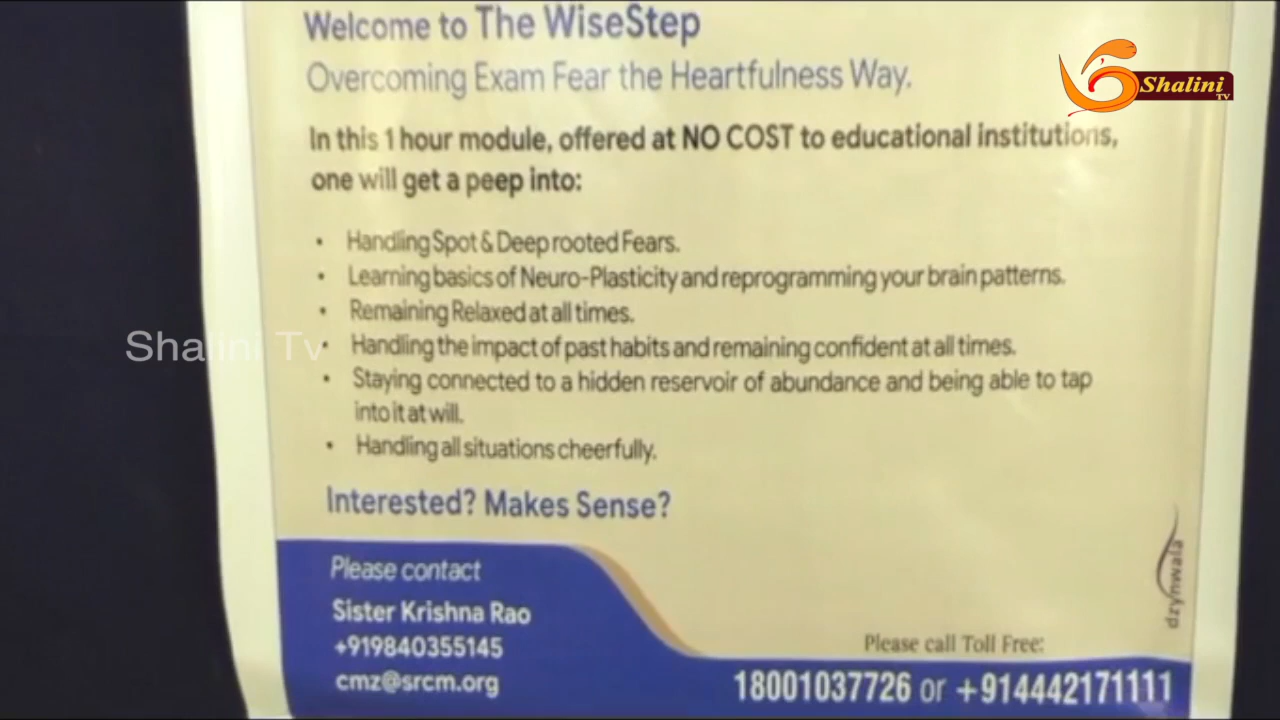 Welcome to The WiseStep
Overcoming Exam Fear the Heartfulness Way.
Shalini
TV
In this 1 hour module, offered at NO COST to educational institutions,
one will get a peep into:
• Handling Spot & Deep rooted Fears.
• Learning basics of Neuro-Plasticity and reprogramming your brain patterns.
• Remaining Relaxed at all times.
Shalini Tv
• Handling the impact of past habits and remaining confident at all times.
• Staying connected to a hidden reservoir of abundance and being able to tap
into it at will.
• Handling all situations cheerfully.
Interested? Makes Sense?
Please contact
Sister Krishna Rao
+919840355145
cmz@srcm.org
dzynwala
Please call Toll Free:
18001037726 or +914442171111